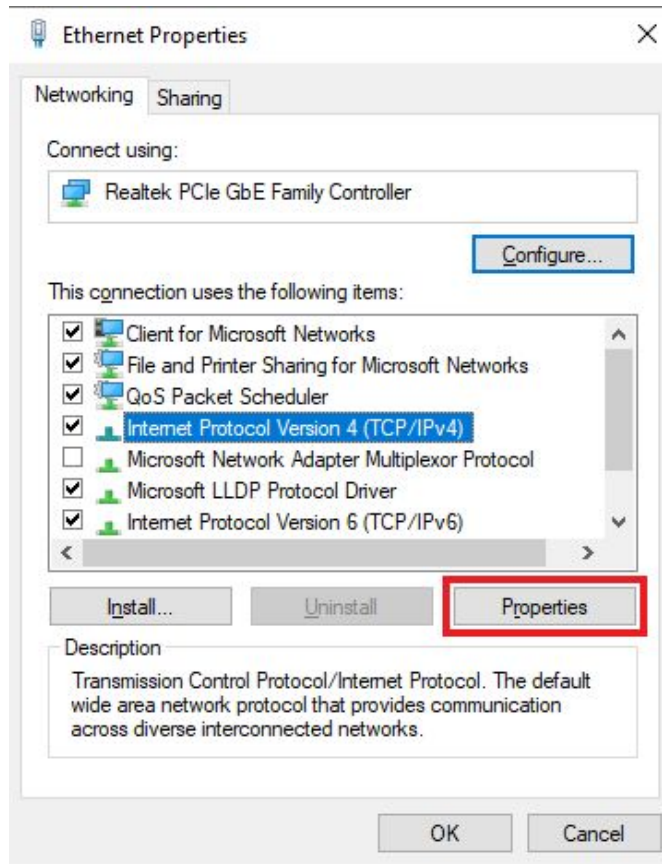 Ethernet Properties
Networking
Sharing
Connect using:
Realtek PCIe GbE Family Controller
Configure...
This connection uses the following items:
Client for Microsoft Networks
File and Printer Sharing for Microsoft Networks
QoS Packet Scheduler
Internet Protocol Version 4 (TCP/IPv4)
Microsoft Network Adapter Multiplexor Protocol
Microsoft LLDP Protocol Driver
Internet Protocol Version 6 (TCP/IPv6)
Install...
Uninstall
Properties
Description
Transmission Control Protocol/Internet Protocol. The default
wide area network protocol that provides communication
across diverse interconnected networks.
OK
Cancel